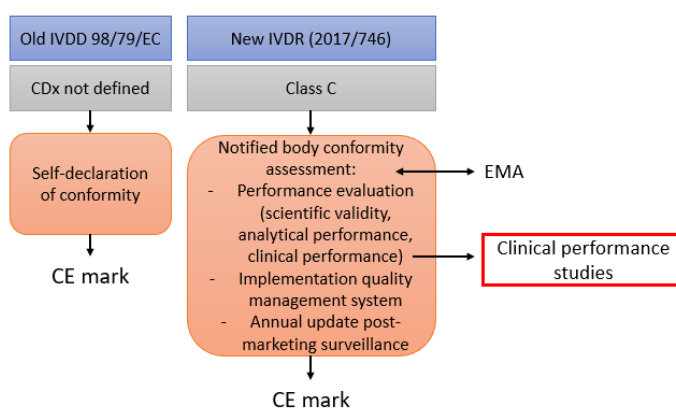 Old IVDD 98/79/EC
CDx not defined
Self-declaration
of conformity
CE mark
New IVDR (2017/746)
Class C
Notified body conformity
assessment:
- Performance evaluation
(scientific validity,
analytical performance,
clinical performance)
- Implementation quality
management system
- Annual update post-
marketing surveillance
CE mark
EMA
Clinical performance
studies